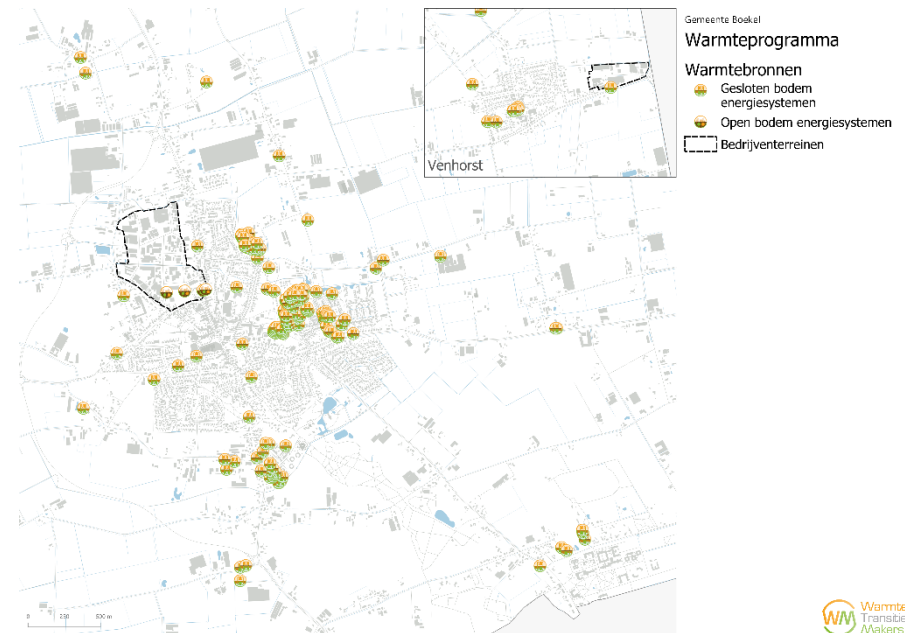 Gemeente Boekel
Warmteprogramma
Warmtebronnen
Gesloten bodem
energiesystemen
Open bodem energiesystemen
Bedrijventerreinen
Venhorst
0 250 500 m
WM
Warmte
Transitie
Makers